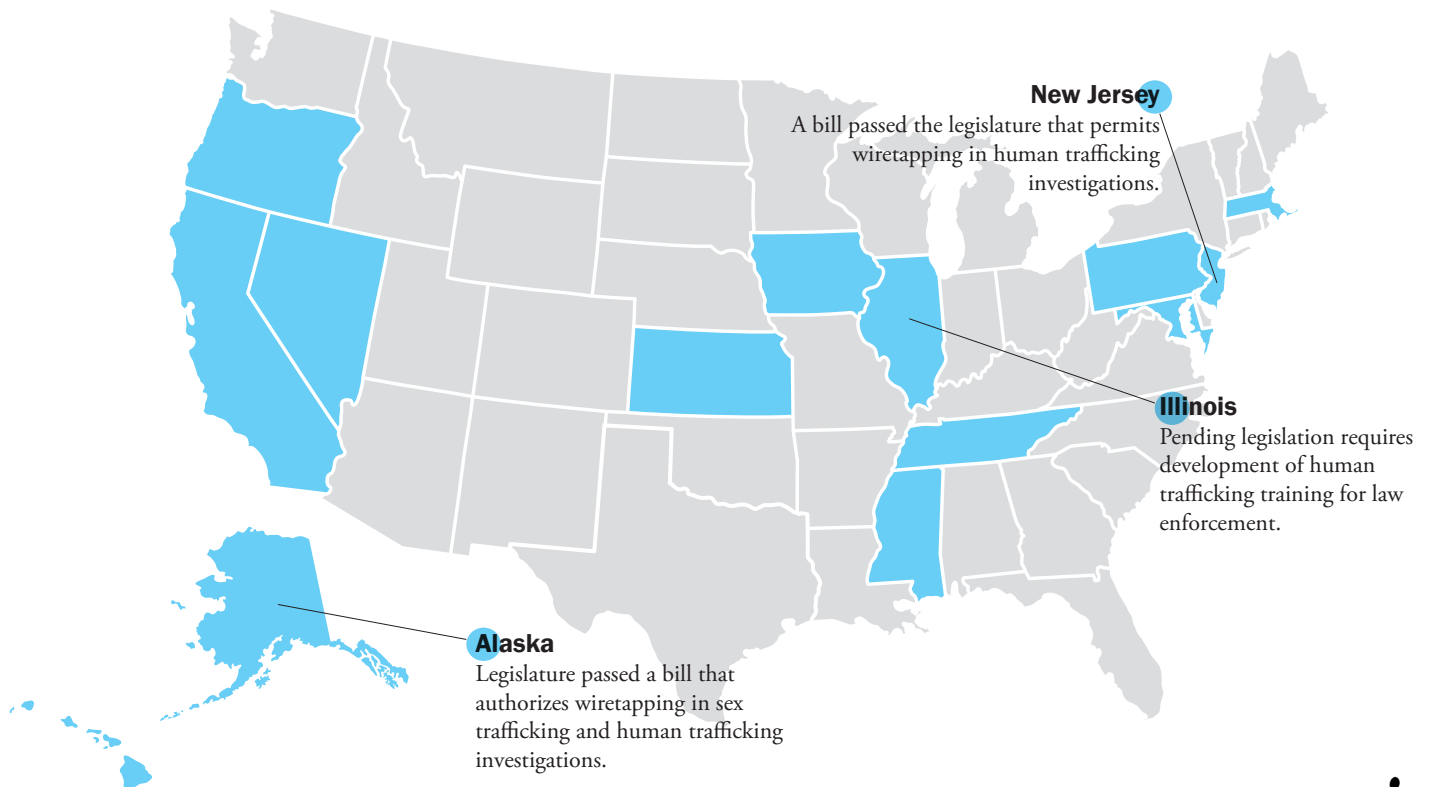 New Jersey
A bill passed the legislature that permits
wiretapping in human trafficking
investigations.
Illinois
Pending legislation requires
development of human
trafficking training for law
enforcement.
Alaska
Legislature passed a bill that
authorizes wiretapping in sex
trafficking and human trafficking
investigations.